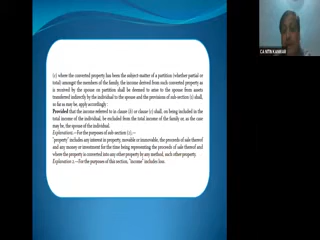 (c) where the converted property has been the subject-matter of a partition (whether partial or
total) amongst the members of the family, the income derived from such converted property as
is received by the spouse on partition shall be deemed to arise to the spouse from assets
transferred indirectly by the individual to the spouse and the provisions of sub-section (1) shall,
so far as may be, apply accordingly :
Provided that the income referred to in clause (b) or clause (c) shall, on being included in the
total income of the individual, be excluded from the total income of the family or, as the case
may be, the spouse of the individual.
Explanation.—For the purposes of sub-section (2),—
"property" includes any interest in property, movable or immovable, the proceeds of sale thereof
and any money or investment for the time being representing the proceeds of sale thereof and
where the property is converted into any other property by any method, such other property.
Explanation 2.—For the purposes of this section, "income" includes loss.